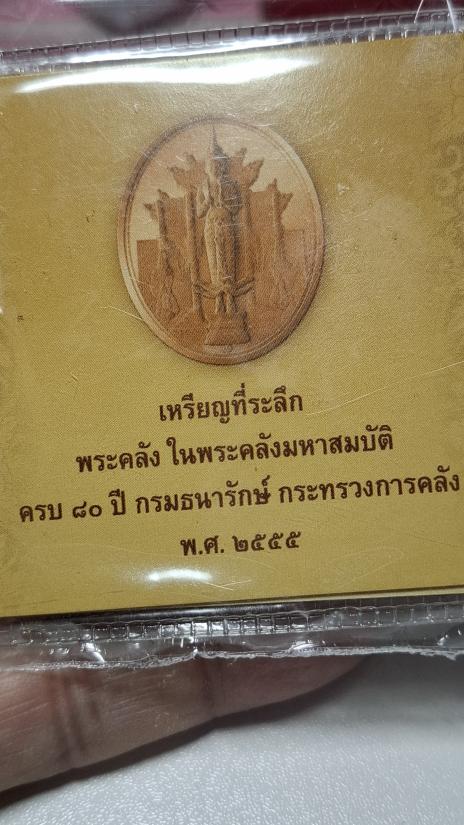 เหรียญที่ระลึก
พระคลัง ในพระคลังมหาสมบัติ
ครบ ๘๐ ปี กรมธนารักษ์ กระทรวงการคลัง
พ.ศ. ๒๕๕๕